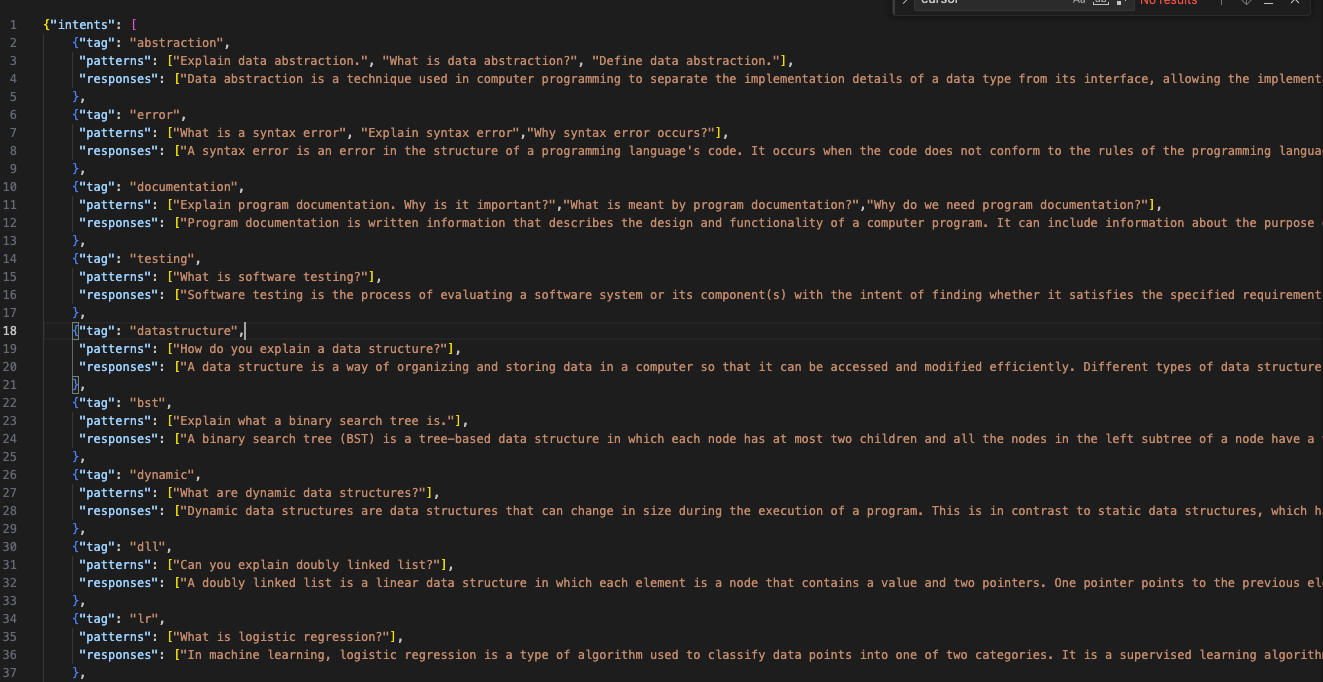 cursor
No results
1 {"intents": [
2 {"tag": "abstraction",
3 "patterns": ["Explain data abstraction.", "What is data abstraction?", "Define data abstraction."],
4 "responses": ["Data abstraction is a technique used in computer programming to separate the implementation details of a data type from its interface, allowing the implement
5 },
6 {"tag": "error",
7 "patterns": ["What is a syntax error", "Explain syntax error","Why syntax error occurs?"],
8 "responses": ["A syntax error is an error in the structure of a programming language's code. It occurs when the code does not conform to the rules of the programming langua
9 },
10 {"tag": "documentation",
11 "patterns": ["Explain program documentation. Why is it important?","What is meant by program documentation?","Why do we need program documentation?"],
12 "responses": ["Program documentation is written information that describes the design and functionality of a computer program. It can include information about the purpose
13 },
14 {"tag": "testing",
15 "patterns": ["What is software testing?"],
16 "responses": ["Software testing is the process of evaluating a software system or its component(s) with the intent of finding whether it satisfies the specified requirement
17 },
18 {"tag": "datastructure",
19 "patterns": ["How do you explain a data structure?"],
20 "responses": ["A data structure is a way of organizing and storing data in a computer so that it can be accessed and modified efficiently. Different types of data structure
21 },
22 {"tag": "bst",
23 "patterns": ["Explain what a binary search tree is."],
24 "responses": ["A binary search tree (BST) is a tree-based data structure in which each node has at most two children and all the nodes in the left subtree of a node have a
25 },
26 {"tag": "dynamic",
27 "patterns": ["What are dynamic data structures?"],
28 "responses": ["Dynamic data structures are data structures that can change in size during the execution of a program. This is in contrast to static data structures, which h
29 },
30 {"tag": "dll",
31 "patterns": ["Can you explain doubly linked list?"],
32 "responses": ["A doubly linked list is a linear data structure in which each element is a node that contains a value and two pointers. One pointer points to the previous el
33 },
34 {"tag": "lr",
35 "patterns": ["What is logistic regression?"],
36 "responses": ["In machine learning, logistic regression is a type of algorithm used to classify data points into one of two categories. It is a supervised learning algorith
37 },